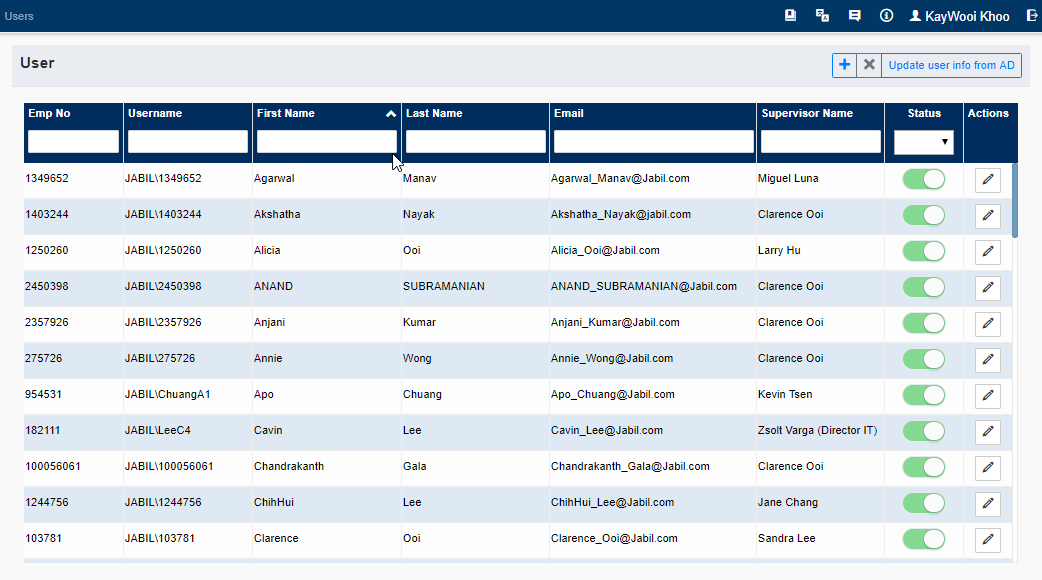 Users KayWooi Khoo
User Update user info from AD
Emp No Username First Name Last Name Email Supervisor Name Status Actions
1349652 JABIL\1349652 Agarwal Manav Agarwal_Manav@Jabil.com Miguel Luna
1403244 JABIL\1403244 Akshatha Nayak Akshatha_Nayak@jabil.com Clarence Ooi
1250260 JABIL\1250260 Alicia Ooi Alicia_Ooi@Jabil.com Larry Hu
2450398 JABIL\2450398 ANAND SUBRAMANIAN ANAND_SUBRAMANIAN@Jabil.com Clarence Ooi
2357926 JABIL\2357926 Anjani Kumar Anjani_Kumar@Jabil.com Clarence Ooi
275726 JABIL\275726 Annie Wong Annie_Wong@Jabil.com Clarence Ooi
954531 JABIL\ChuangA1 Apo Chuang Apo_Chuang@Jabil.com Kevin Tsen
182111 JABIL\LeeC4 Cavin Lee Cavin_Lee@Jabil.com Zsolt Varga (Director IT)
100056061 JABIL\100056061 Chandrakanth Gala Chandrakanth_Gala@Jabil.com Clarence Ooi
1244756 JABIL\1244756 ChihHui Lee ChihHui_Lee@Jabil.com Jane Chang
103781 JABIL\103781 Clarence Ooi Clarence_Ooi@Jabil.com Sandra Lee